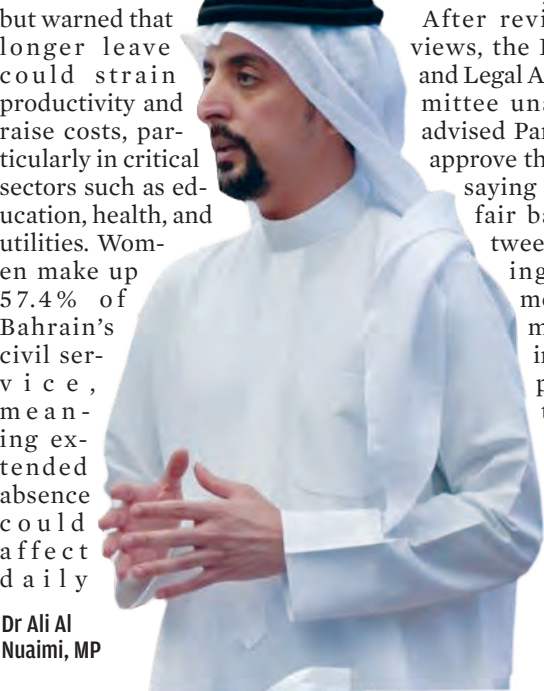 but warned that
longer leave
could strain
productivity and
raise costs, par-
ticularly in critical
sectors such as ed-
ucation, health, and
utilities. Wom-
en make up
57.4% of
Bahrain's
civil ser-
vice,
mean-
ing ex-
tended
absence
could
affect
daily
Dr Ali Al
Nuaimi, MP
After revi
views, the
and Legal A
mittee una
advised Par
approve th
saying
fair ba
twee
ing